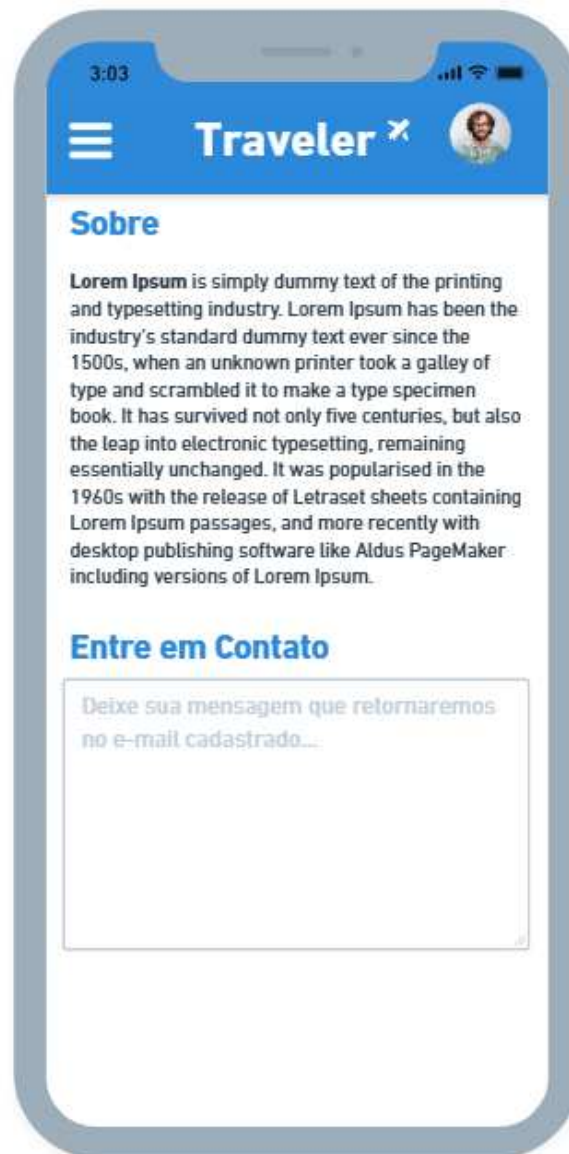 3:03
Traveler
Sobre
Lorem Ipsum is simply dummy text of the printing
and typesetting industry. Lorem Ipsum has been the
industry's standard dummy text ever since the
1500s, when an unknown printer took a galley of
type and scrambled it to make a type specimen
book. It has survived not only five centuries, but also
the leap into electronic typesetting, remaining
essentially unchanged. It was popularised in the
1960s with the release of Letraset sheets containing
Lorem Ipsum passages, and more recently with
desktop publishing software like Aldus PageMaker
including versions of Lorem Ipsum.
Entre em Contato
Deixe sua mensagem que retornaremos
no e-mail cadastrado...